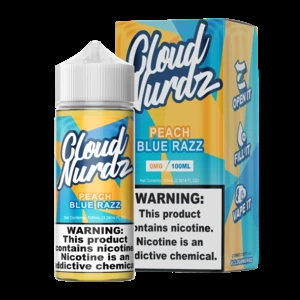 Cloud
Nurdz
PEACH
BLUE RAZZ
0MG / 100ML
WARNING:
This product
contains nicotine.
Nicotine is an
addictive chemical.
OPEN IT
FILL IT
VAPE IT
Cloud
Nurdz
PEACH
BLUE RAZZ
WARNING:
This product
contains nicotine.
Nicotine is an
addictive chemical.